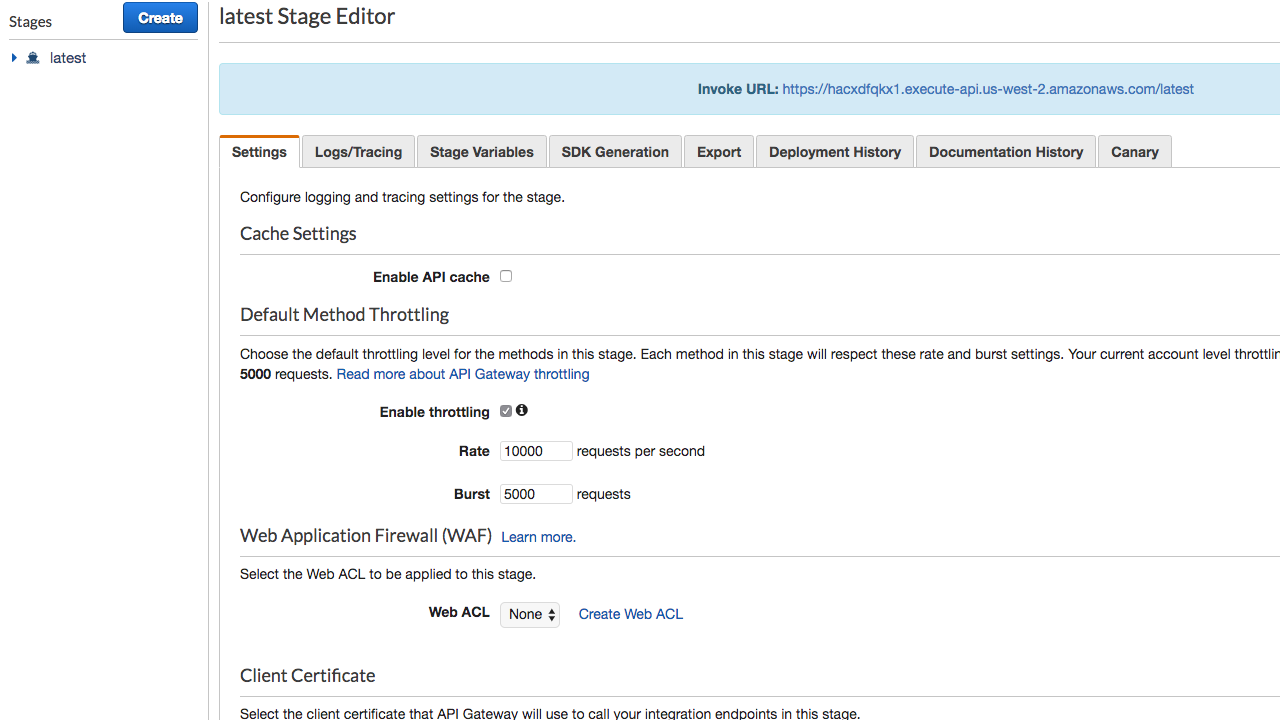 Stages
Create
latest
latest Stage Editor
Invoke URL: https://hacxdfqkx1.execute-api.us-west-2.amazonaws.com/latest
Settings
Logs/Tracing
Stage Variables
SDK Generation
Export
Deployment History
Documentation History
Canary
Configure logging and tracing settings for the stage.
Cache Settings
Enable API cache
Default Method Throttling
Choose the default throttling level for the methods in this stage. Each method in this stage will respect these rate and burst settings. Your current account level
5000 requests. Read more about API Gateway throttling
Enable throttling
Rate 10000 requests per second
Burst 5000 requests
Web Application Firewall (WAF) Learn more.
Select the Web ACL to be applied to this stage.
Web ACL None Create Web ACL
Client Certificate
Select the client certificate that API Gateway will use to call your integration endpoints in this stage.